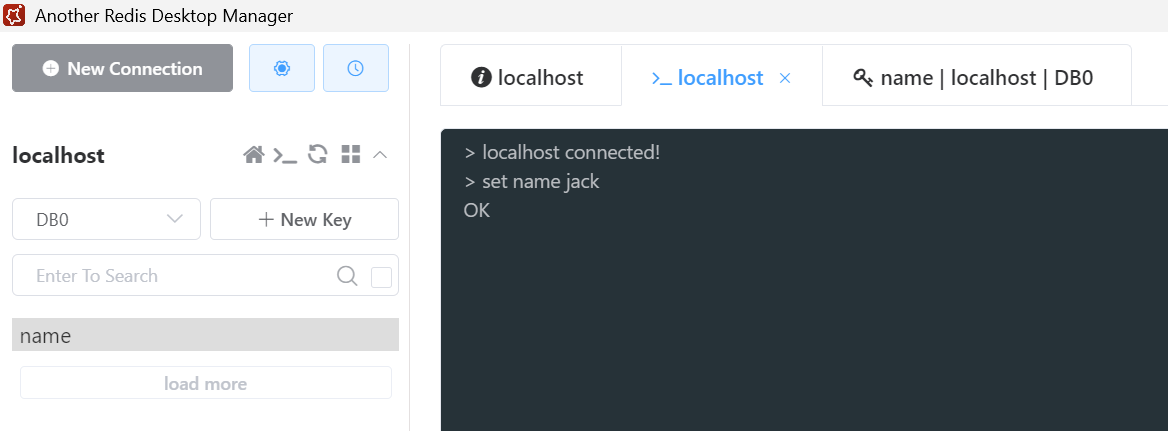 Another Redis Desktop Manager
New Connection
localhost
DB0
New Key
Enter To Search
name
load more
localhost
localhost
name | localhost | DB0
> localhost connected!
> set name jack
OK